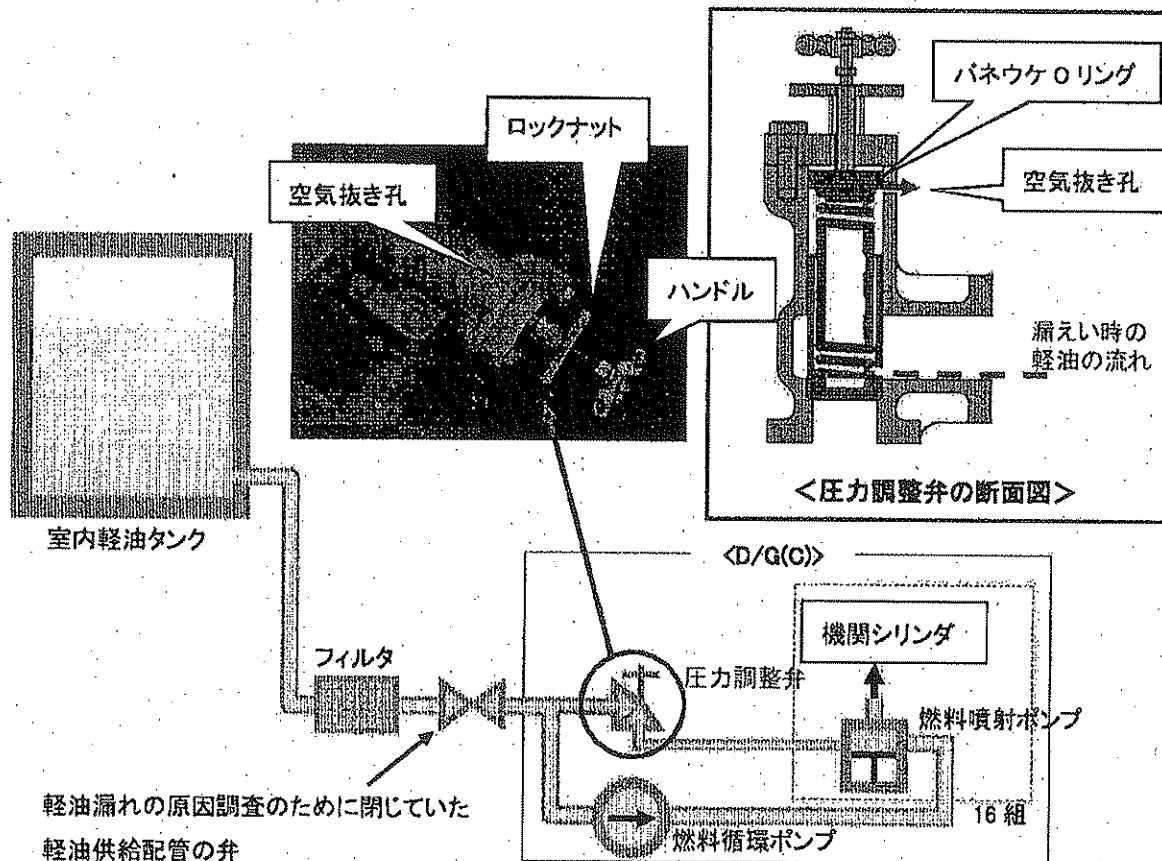 バネウケOリング
ロックナット
空気抜き孔
空気抜き孔
ハンドル
漏えい時の
軽油の流れ
<圧力調整弁の断面図>
室内軽油タンク
<D/G(C)>
機関シリンダ
フィルタ
圧力調整弁
燃料噴射ポンプ
軽油漏れの原因調査のために閉じていた
軽油供給配管の弁
16組
燃料循環ポンプ